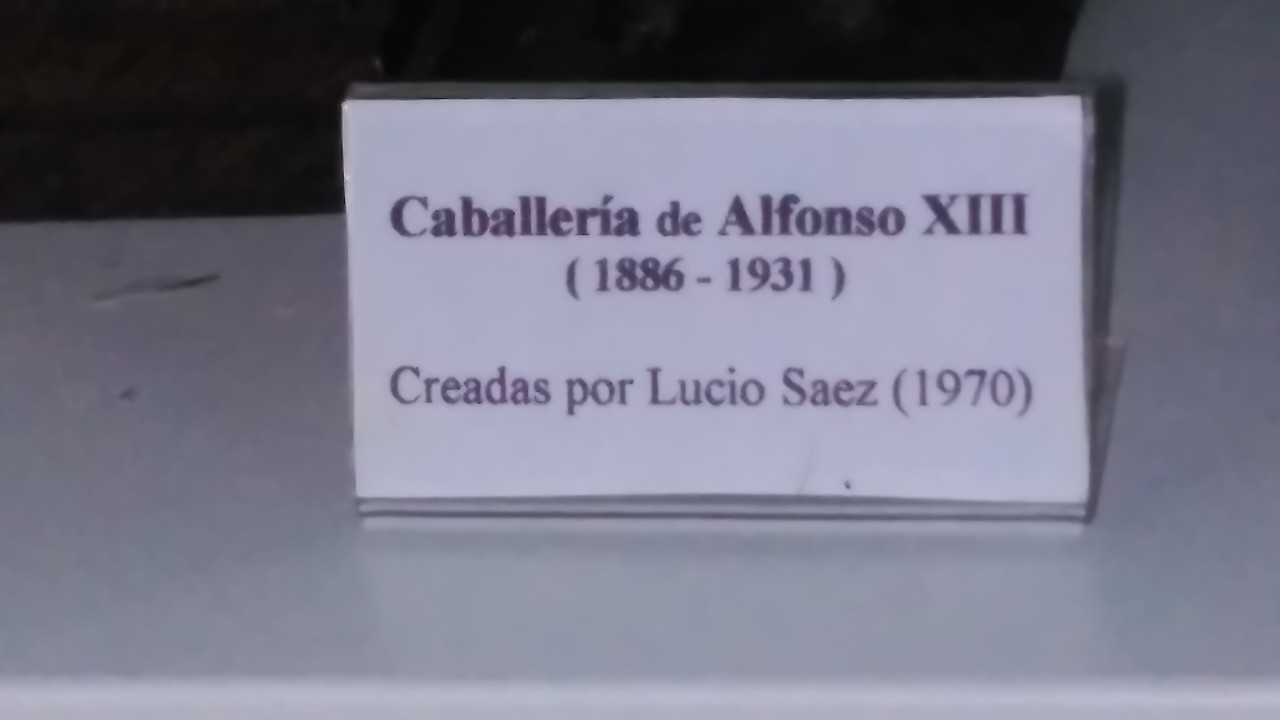 Caballería de Alfonso XIII
( 1886 - 1931 )
Creadas por Lucio Saez (1970)